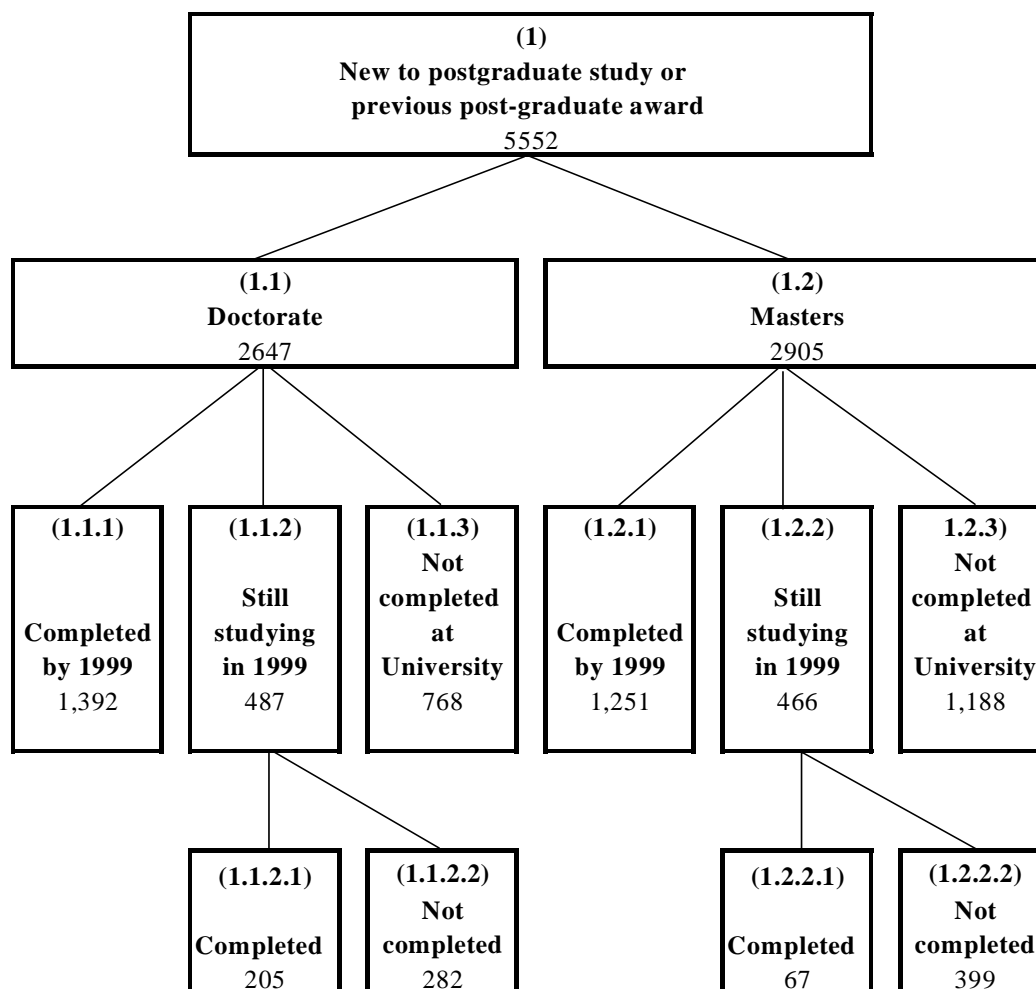 (1)
New to postgraduate study or
previous post-graduate award
5552
(1.1)
Doctorate
2647
(1.2)
Masters
2905
(1.1.1)
Completed
by 1999
1,392
(1.1.2)
Still
studying
in 1999
487
(1.1.3)
Not
completed
at
University
768
(1.2.1)
Completed
by 1999
1,251
(1.2.2)
Still
studying
in 1999
466
1.2.3)
Not
completed
at
University
1,188
(1.1.2.1)
Completed
205
(1.1.2.2)
Not
completed
282
(1.2.2.1)
Completed
67
(1.2.2.2)
Not
completed
399